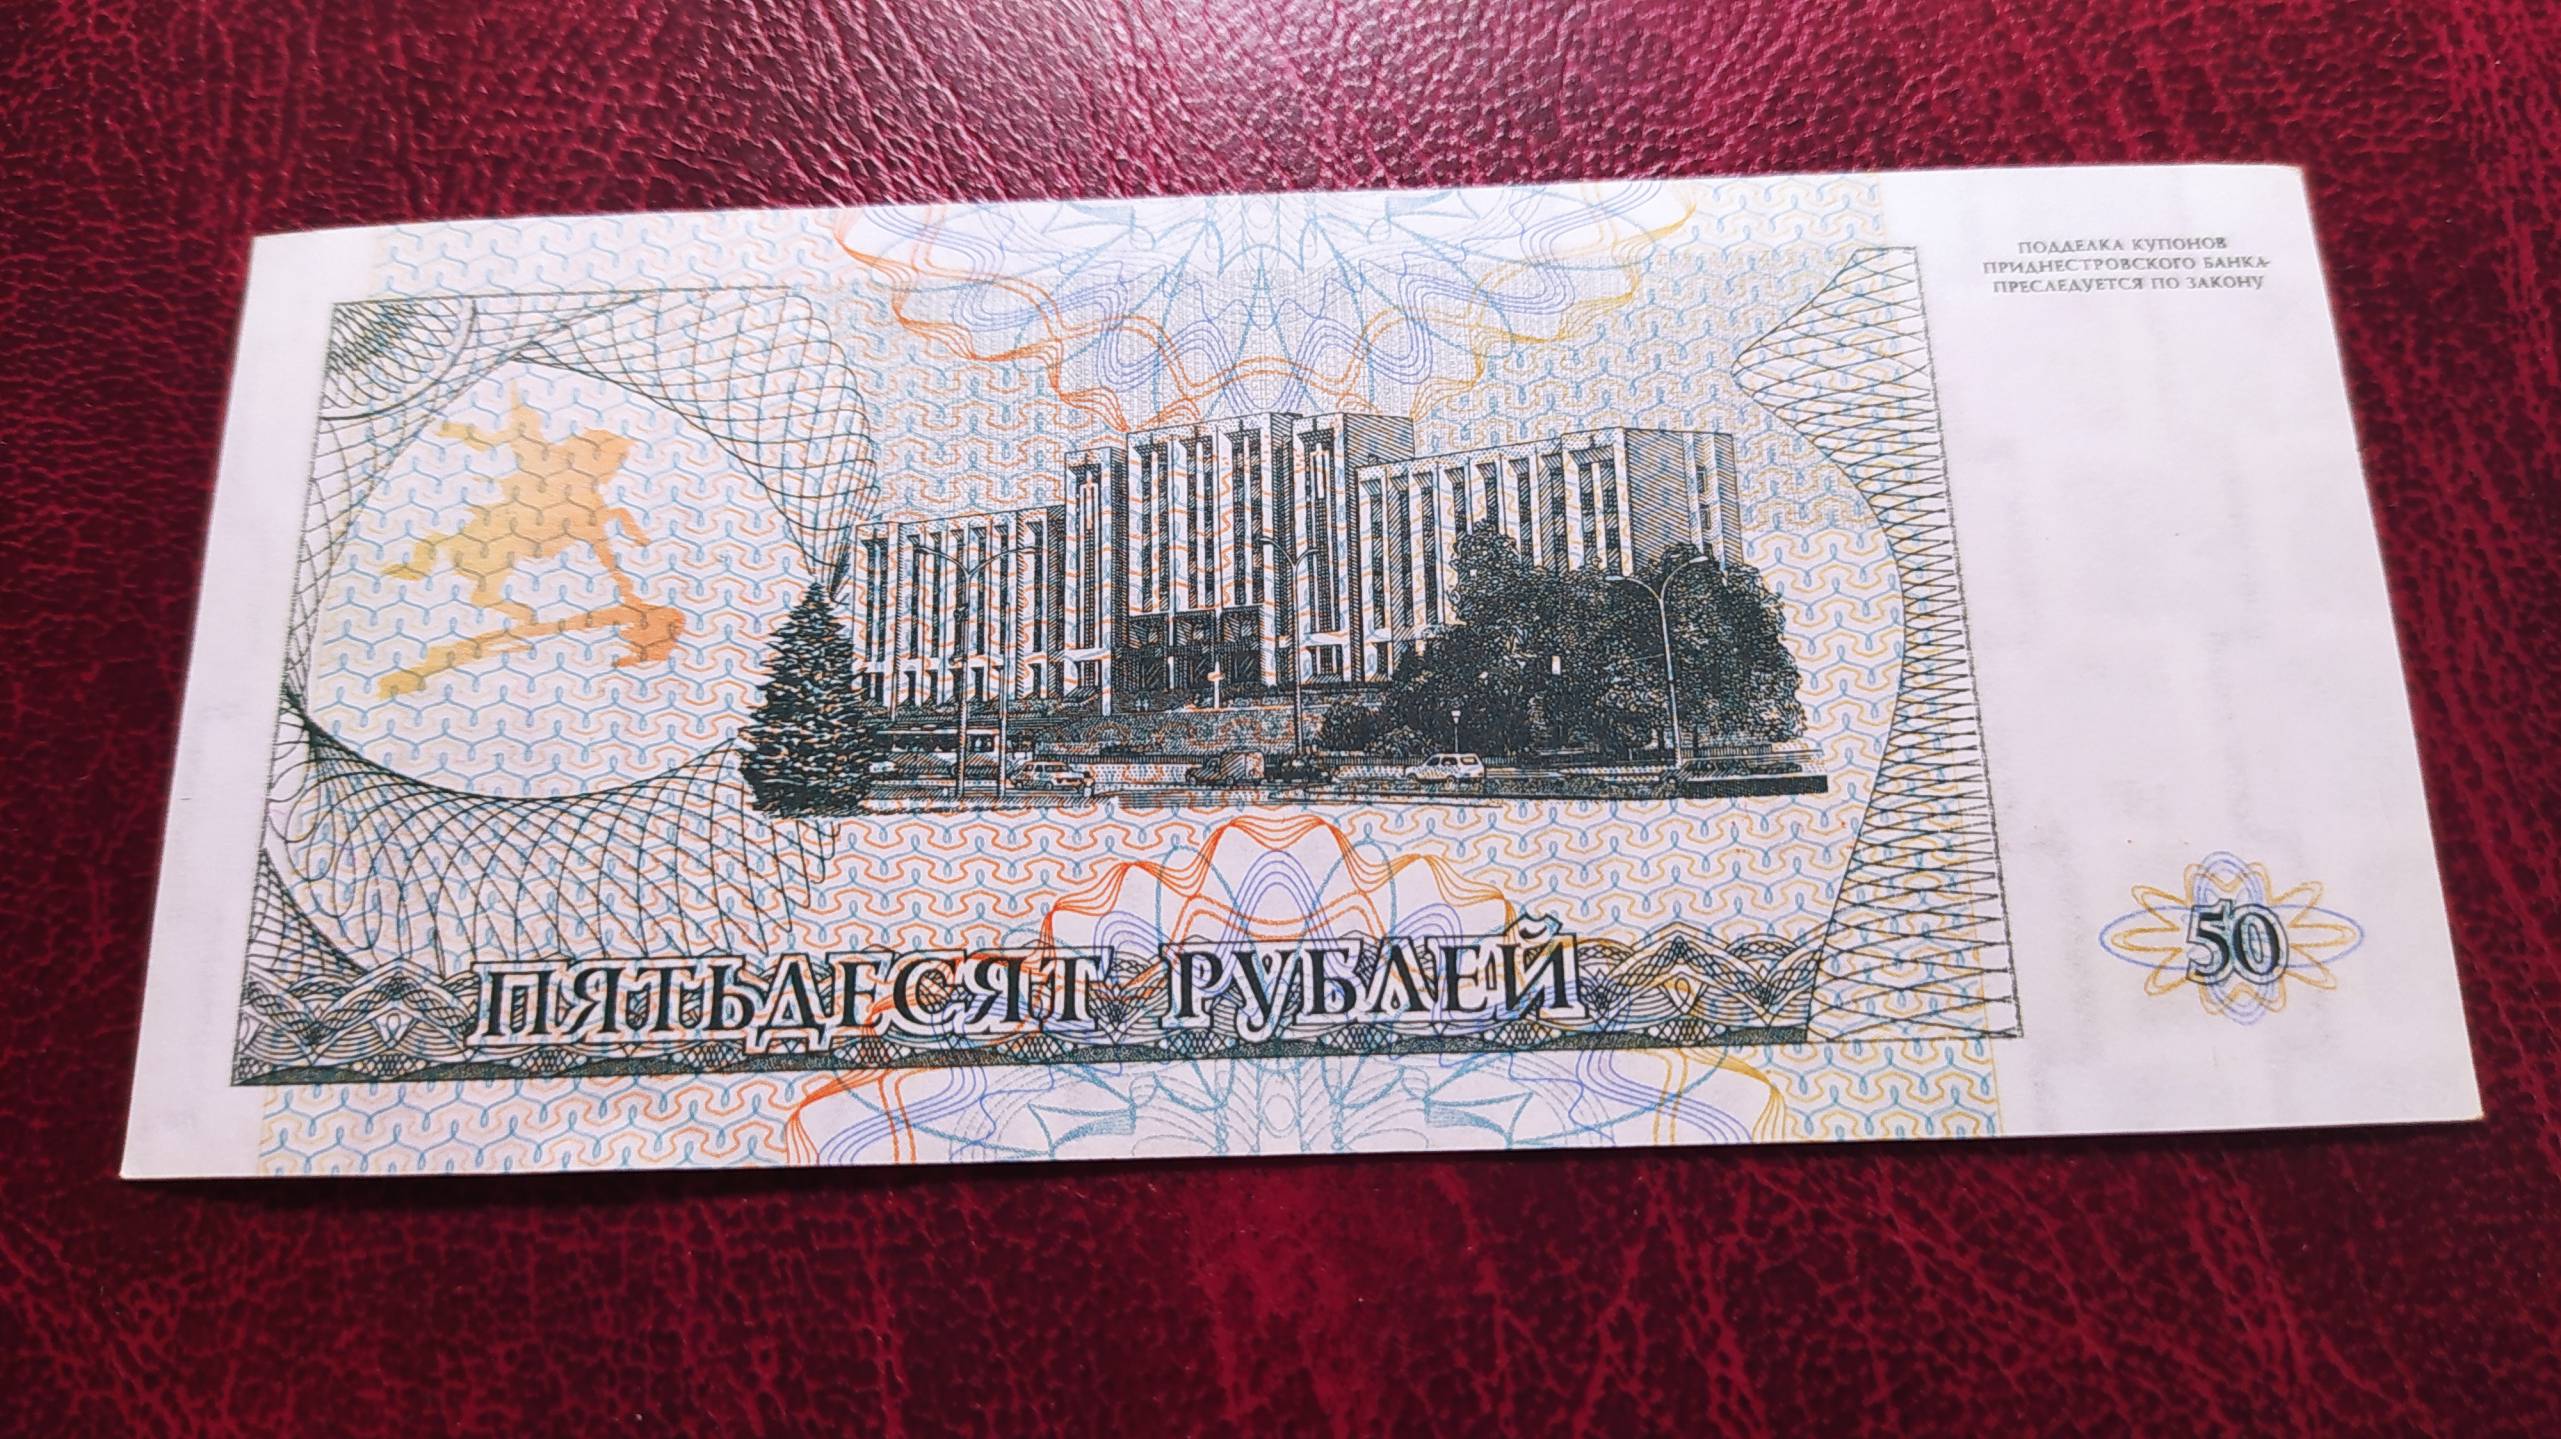 ПОДДЕЛКА КУПОНОВ
ПРИДНЕСТРОВСКОГО БАНКА
ПРЕСЛЕДУЕТСЯ ПО ЗАКОНУ
ПЯТЬДЕСЯТ РУБЛЕЙ
50